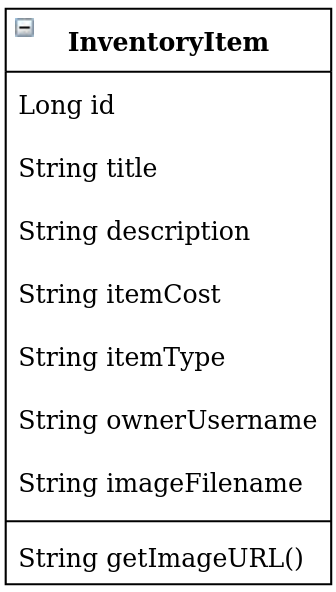 InventoryItem
Long id
String title
String description
String itemCost
String itemType
String ownerUsername
String imageFilename
String getImageURL()